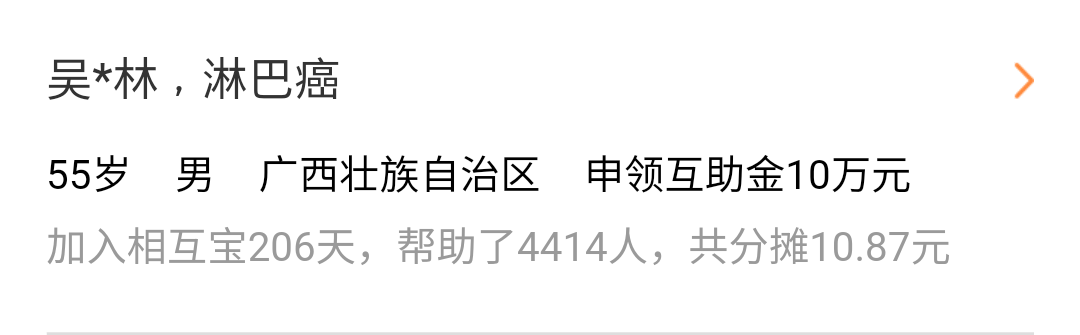 吴*林，淋巴癌
55岁 男 广西壮族自治区 申领互助金10万元
加入相互宝206天，帮助了4414人，共分摊10.87元